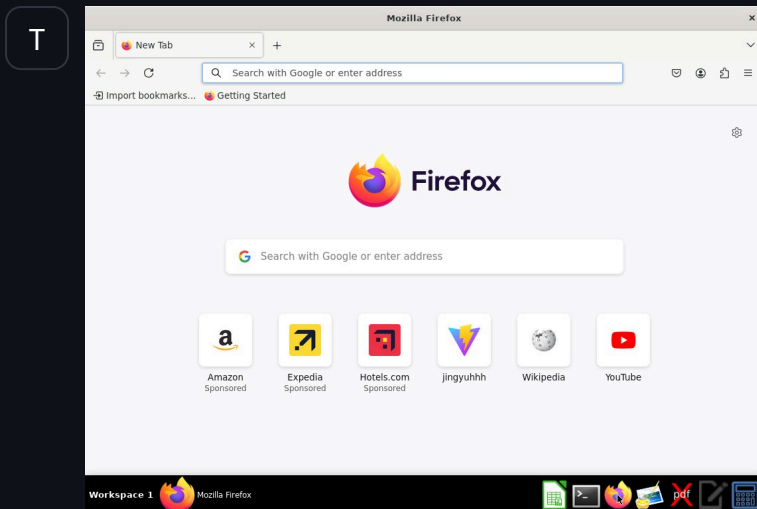 T
Mozilla Firefox
New Tab
Search with Google or enter address
Import bookmarks...
Getting Started
Firefox
Search with Google or enter address
a
Amazon
Sponsored
Expedia
Sponsored
Hotels.com
Sponsored
jingyuhhh
Wikipedia
YouTube
Workspace 1
Mozilla Firefox
pdf